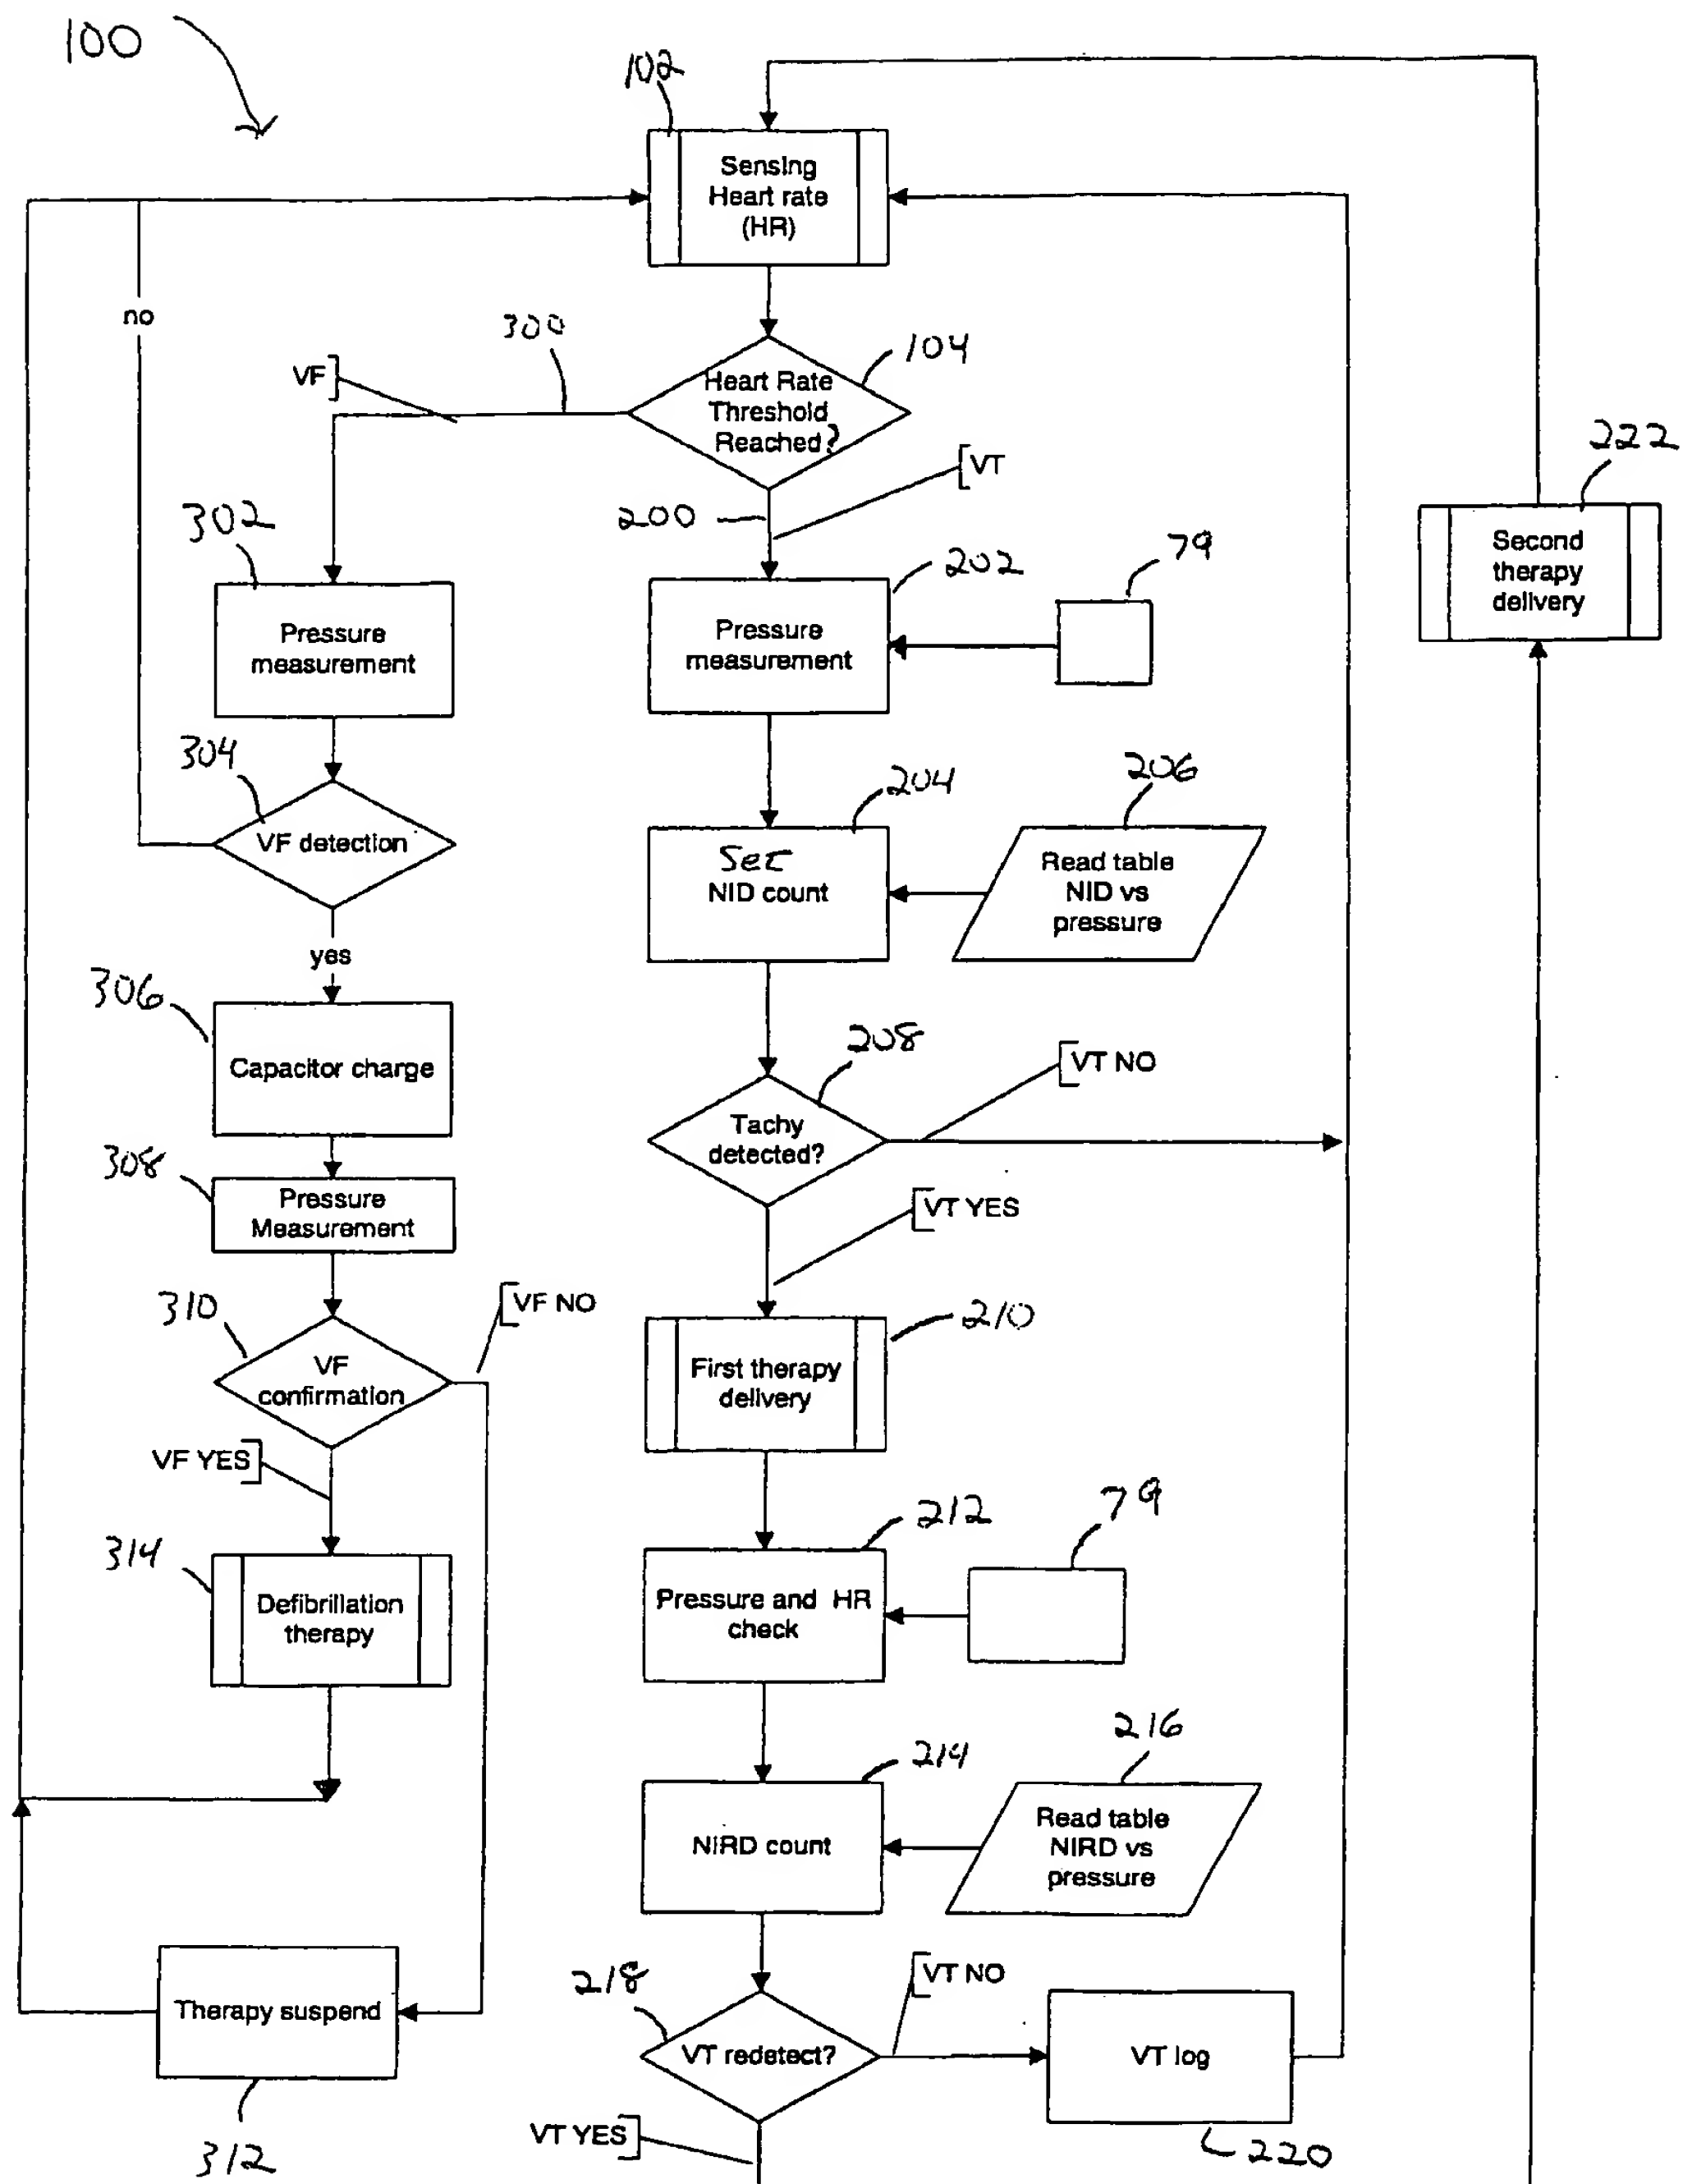 100
102
Sensing
Heart rate
(HR)
no
300
104
VF
Heart Rate
Threshold
Reached?
VT
200
222
Second
therapy
delivery
302
Pressure
measurement
202
Pressure
measurement
79
304
VF detection
204
Set
NID count
206
Read table
NID vs
pressure
yes
306
Capacitor charge
208
Tachy
detected?
VT NO
308
Pressure
Measurement
VT YES
310
VF
confirmation
VF NO
210
First therapy
delivery
VF YES
314
Defibrillation
therapy
212
Pressure and HR
check
79
214
NIRD count
216
Read table
NIRD vs
pressure
Therapy suspend
312
218
VT redetect?
VT NO
VT log
220
VT YES